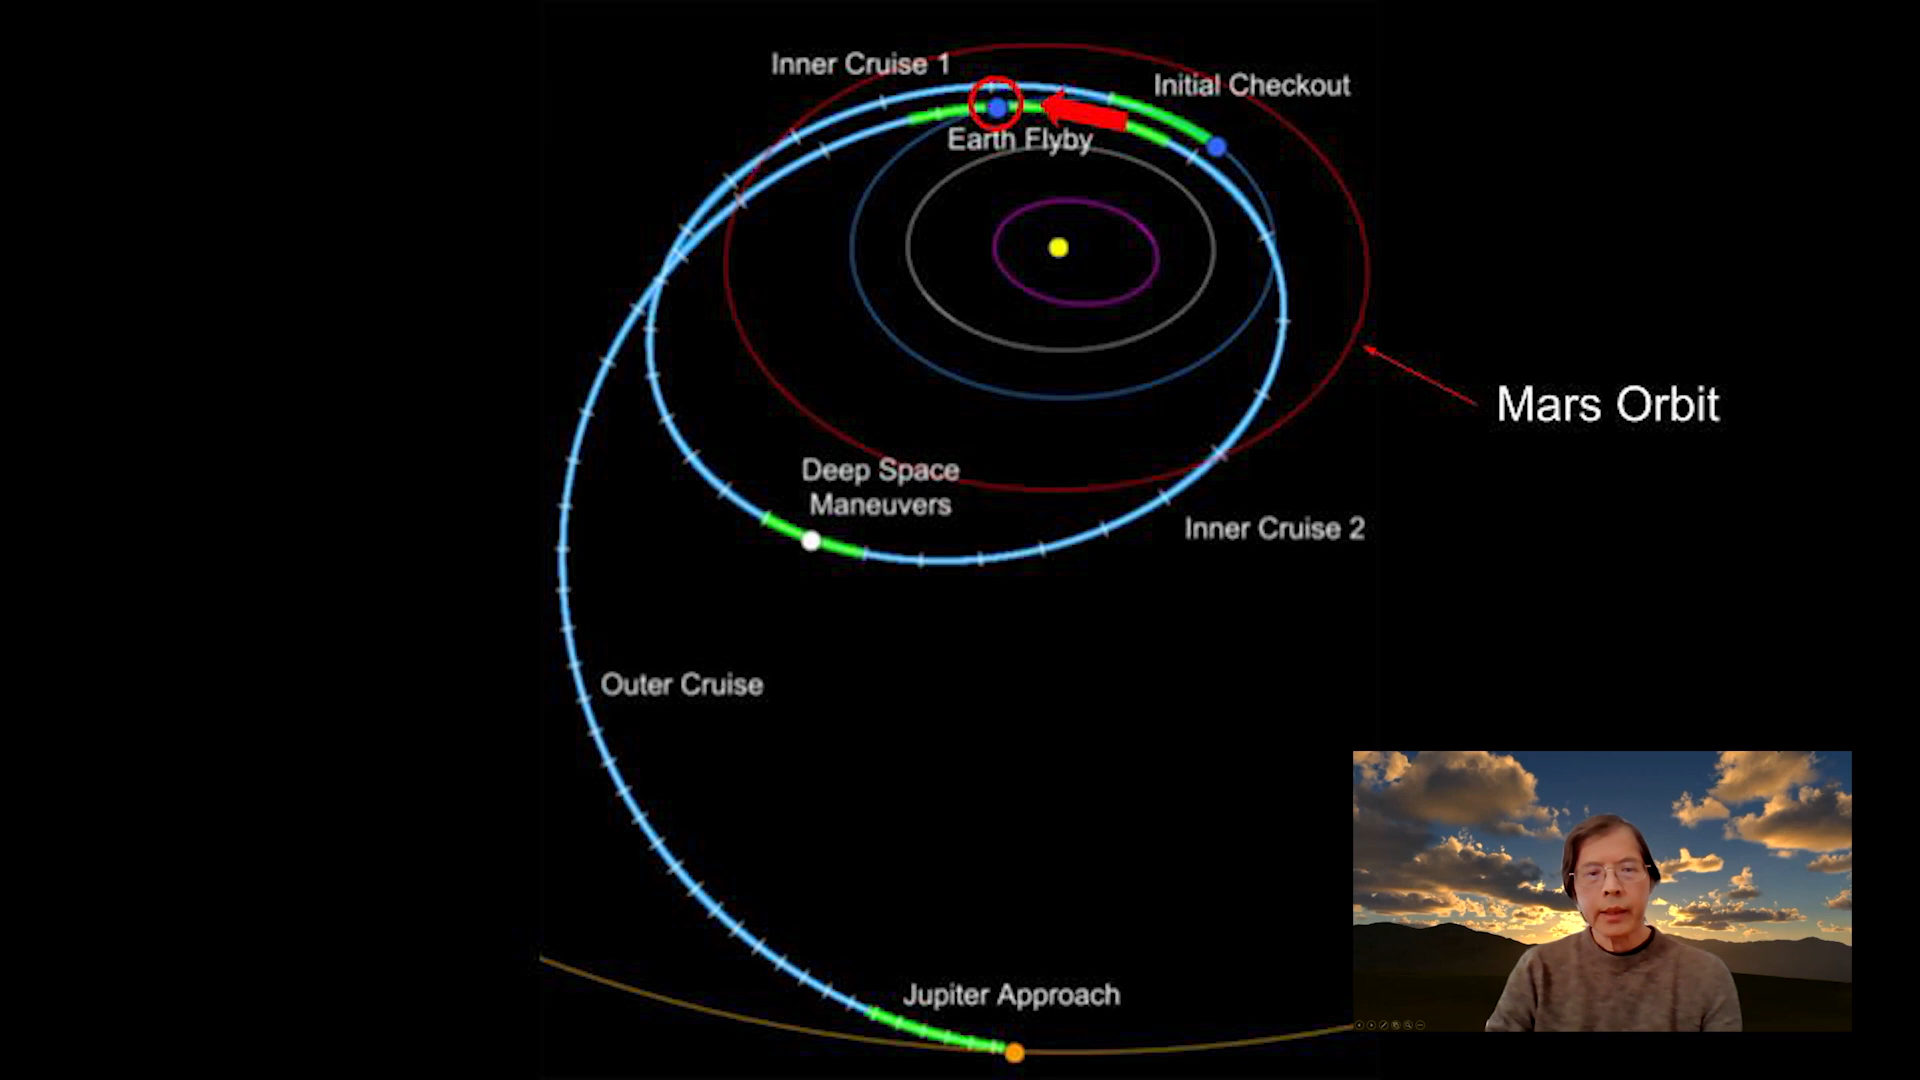 Inner Cruise 1
Initial Checkout
Earth Flyby
Mars Orbit
Deep Space
Maneuvers
Inner Cruise 2
Outer Cruise
Jupiter Approach